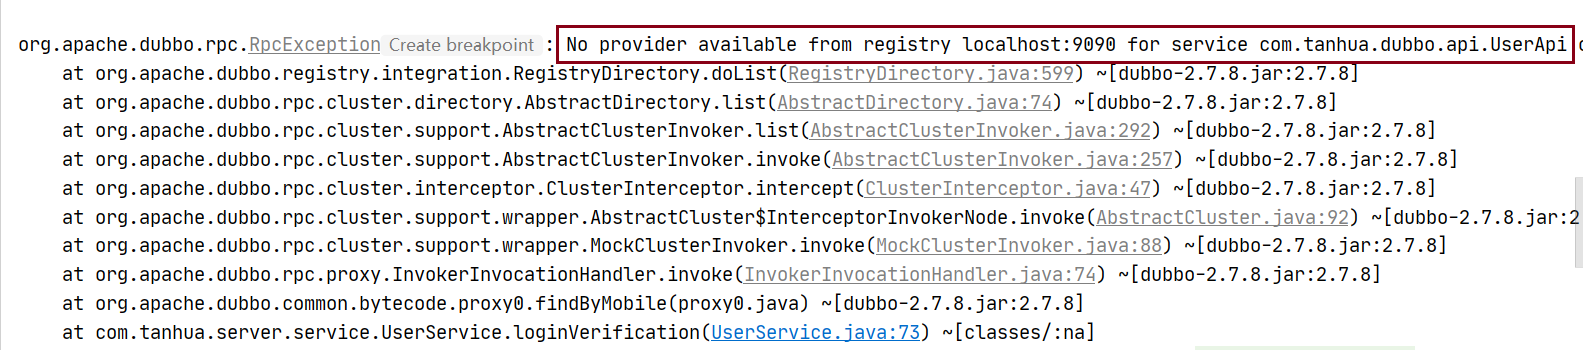 org.apache.dubbo.rpc.RpcException Create breakpoint : No provider available from registry localhost:9090 for service com.tanhua.dubbo.api.UserApi
at org.apache.dubbo.registry.integration.RegistryDirectory.doList(RegistryDirectory.java:599) ~[dubbo-2.7.8.jar:2.7.8]
at org.apache.dubbo.rpc.cluster.directory.AbstractDirectory.list(AbstractDirectory.java:74) ~[dubbo-2.7.8.jar:2.7.8]
at org.apache.dubbo.rpc.cluster.support.AbstractClusterInvoker.list(AbstractClusterInvoker.java:292) ~[dubbo-2.7.8.jar:2.7.8]
at org.apache.dubbo.rpc.cluster.support.AbstractClusterInvoker.invoke(AbstractClusterInvoker.java:257) ~[dubbo-2.7.8.jar:2.7.8]
at org.apache.dubbo.rpc.cluster.interceptor.ClusterInterceptor.intercept(ClusterInterceptor.java:47) ~[dubbo-2.7.8.jar:2.7.8]
at org.apache.dubbo.rpc.cluster.support.wrapper.AbstractCluster$InterceptorInvokerNode.invoke(AbstractCluster.java:92) ~[dubbo-2.7.8.jar:2
at org.apache.dubbo.rpc.cluster.support.wrapper.MockClusterInvoker.invoke(MockClusterInvoker.java:88) ~[dubbo-2.7.8.jar:2.7.8]
at org.apache.dubbo.rpc.proxy.InvokerInvocationHandler.invoke(InvokerInvocationHandler.java:74) ~[dubbo-2.7.8.jar:2.7.8]
at org.apache.dubbo.common.bytecode.proxy0.findByMobile(proxy0.java) ~[dubbo-2.7.8.jar:2.7.8]
at com.tanhua.server.service.UserService.loginVerification(UserService.java:73) ~[classes/:na]